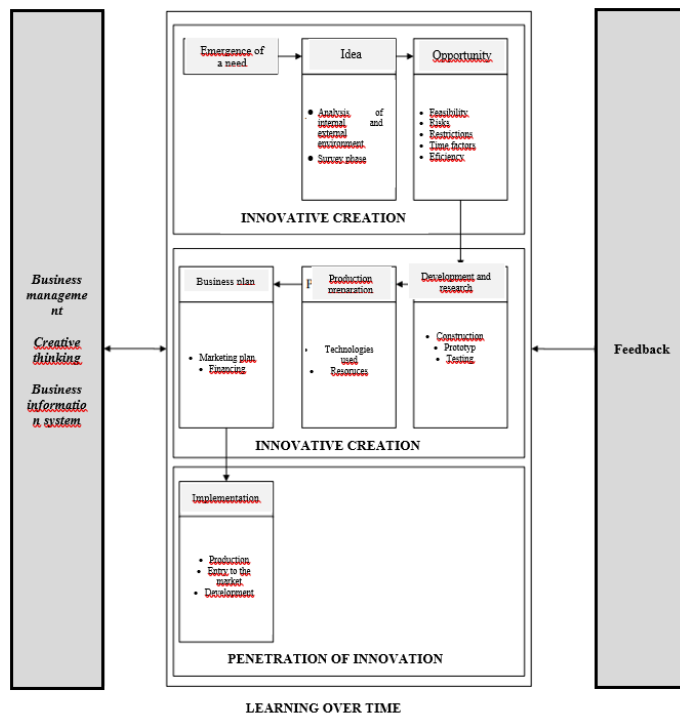 Emergence of
a need
Idea
Opportunity
● Analysis of
internal and
external
environment
● Survey phase
• Feasibility
• Risks
• Restrictions
• Time factors
• Eficiency
INNOVATIVE CREATION
Business plan
P
Production
preparation
Development and
research
• Marketing plan
• Financing
• Technologies
used
• Resoruces
• Construction
• Prototyp
• Testing
INNOVATIVE CREATION
Implementation
• Production
• Entry to the
market
• Development
PENETRATION OF INNOVATION
Business
manageme
nt
Creative
thinking
Business
informatio
n system
Feedback
LEARNING OVER TIME